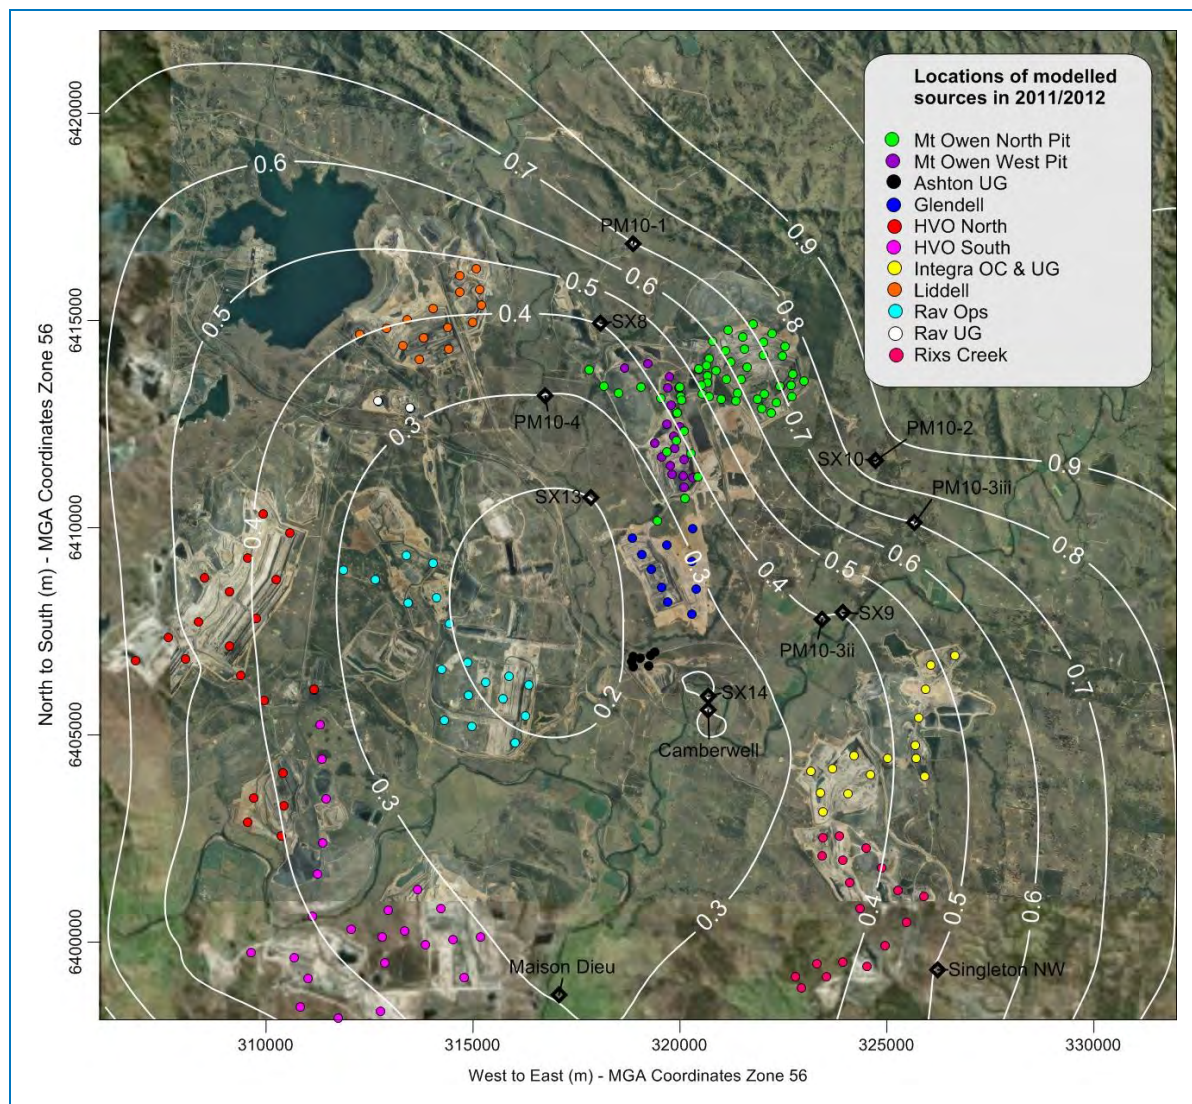 Locations of modelled
sources in 2011/2012
Mt Owen North Pit
Mt Owen West Pit
Ashton UG
Glendell
HVO North
HVO South
Integra OC & UG
Liddell
Rav Ops
Rav UG
Rixs Creek
North to South (m) - MGA Coordinates Zone 56
6420000
6415000
6410000
6405000
6400000
0.6
0.7
0.9
PM10-1
0.6
0.5
0.8
0.5
0.4
SX8
0.3
PM10-4
0.7
PM10-2
SX10
0.9
SX13
PM10-3iii
0.4
0.3
0.4
0.5
0.6
0.8
SX9
PM10-3ii
0.2
SX14
0.7
Camberwell
0.3
0.3
0.4
0.5
0.6
Maison Dieu
Singleton NW
310000
315000
320000
325000
330000
West to East (m) - MGA Coordinates Zone 56